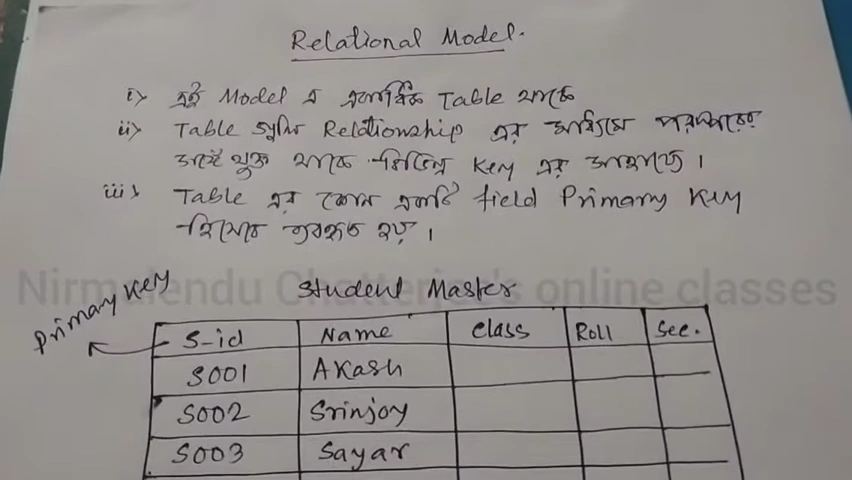 Relational Model.
i> এই Model এ একাধিক Table থাকে
ii> Table গুলি Relationship এর মাধ্যমে পরস্পরের
সাথে যুক্ত থাকে বিভিন্ন Key এর সাহায্যে।
iii> Table এর কোন একটি field Primary Key
হিসেবে ব্যবহৃত হয়।
Nirmalendu Chatterjee's online classes
Primary Key
Student Master
S-id Name Class Roll Sec.
S001 Akash
S002 Srinjoy
S003 Sayar